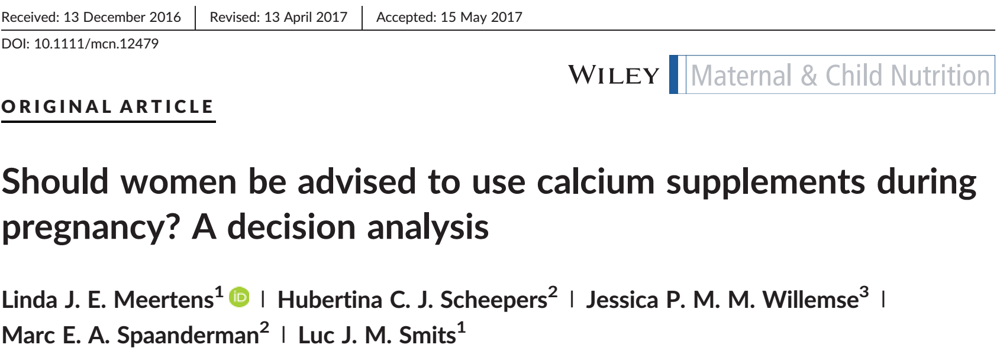 Received: 13 December 2016 | Revised: 13 April 2017 | Accepted: 15 May 2017
DOI: 10.1111/mcn.12479
WILEY Maternal & Child Nutrition
ORIGINAL ARTICLE
Should women be advised to use calcium supplements during
pregnancy? A decision analysis
Linda J. E. Meertens¹ iD | Hubertina C. J. Scheepers² | Jessica P. M. M. Willemse³ |
Marc E. A. Spaanderman² | Luc J. M. Smits¹